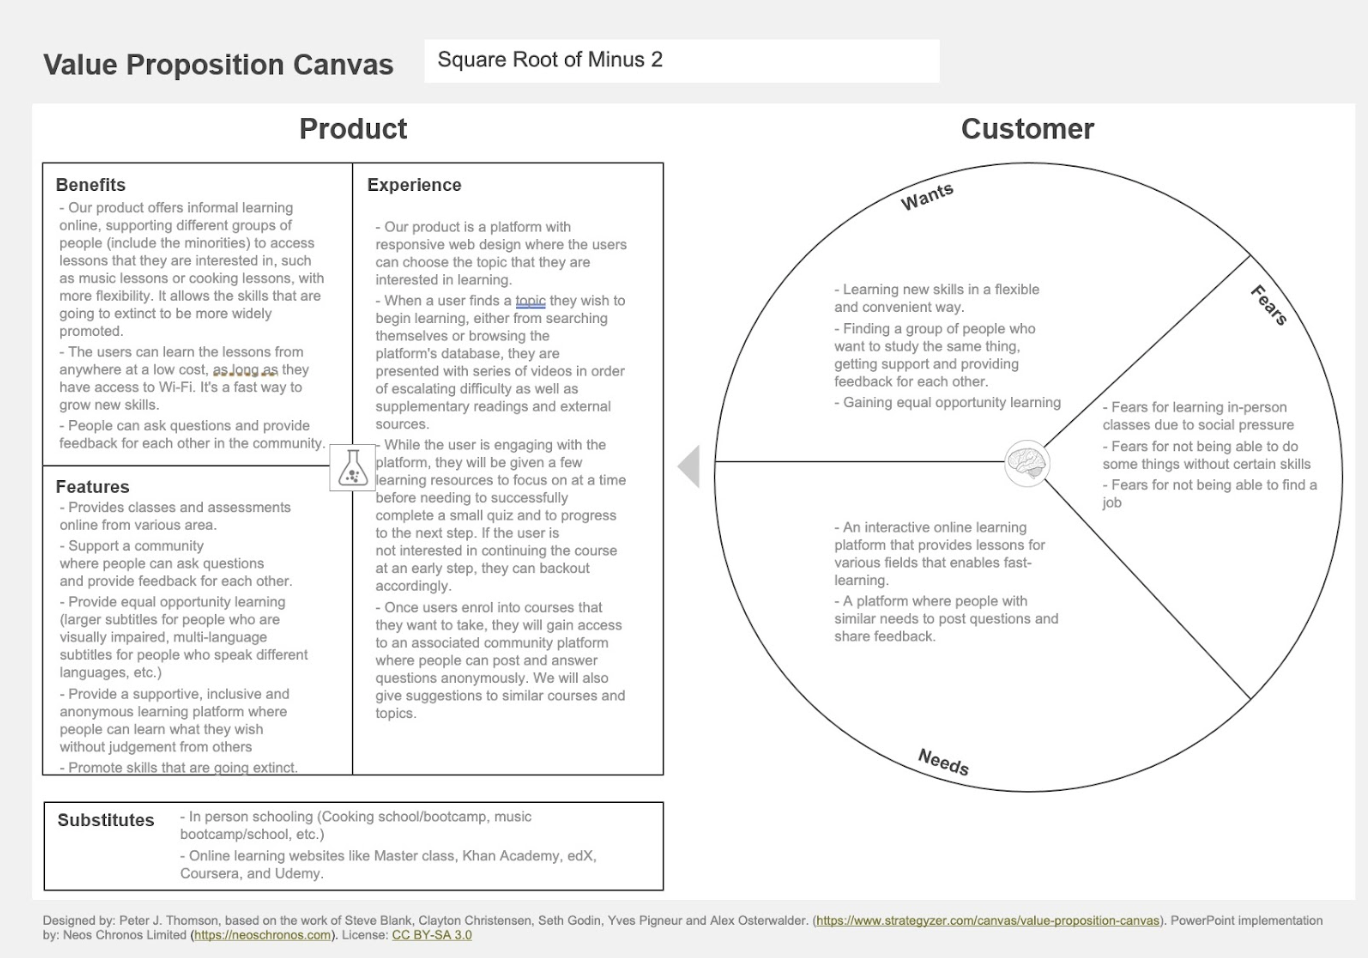 Value Proposition Canvas
Square Root of Minus 2
Product
Customer
Benefits
- Our product offers informal learning
online, supporting different groups of
people (include the minorities) to access
lessons that they are interested in, such
as music lessons or cooking lessons, with
more flexibility. It allows the skills that are
going to extinct to be more widely
promoted.
- The users can learn the lessons from
anywhere at a low cost, as long as they
have access to Wi-Fi. It's a fast way to
grow new skills.
- People can ask questions and provide
feedback for each other in the community.
Features
- Provides classes and assessments
online from various area.
- Support a community
where people can ask questions
and provide feedback for each other.
- Provide equal opportunity learning
(larger subtitles for people who are
visually impaired, multi-language
subtitles for people who speak different
languages, etc.)
- Provide a supportive, inclusive and
anonymous learning platform where
people can learn what they wish
without judgement from others
- Promote skills that are going extinct.
Experience
- Our product is a platform with
responsive web design where the users
can choose the topic that they are
interested in learning.
- When a user finds a topic they wish to
begin learning, either from searching
themselves or browsing the
platform's database, they are
presented with series of videos in order
of escalating difficulty as well as
supplementary readings and external
sources.
- While the user is engaging with the
platform, they will be given a few
learning resources to focus on at a time
before needing to successfully
complete a small quiz and to progress
to the next step. If the user is
not interested in continuing the course
at an early step, they can backout
accordingly.
- Once users enrol into courses that
they want to take, they will gain access
to an associated community platform
where people can post and answer
questions anonymously. We will also
give suggestions to similar courses and
topics.
Wants
- Learning new skills in a flexible
and convenient way.
- Finding a group of people who
want to study the same thing,
getting support and providing
feedback for each other.
- Gaining equal opportunity learning
Fears
- Fears for learning in-person
classes due to social pressure
- Fears for not being able to do
some things without certain skills
- Fears for not being able to find a
job
- An interactive online learning
platform that provides lessons for
various fields that enables fast-
learning.
- A platform where people with
similar needs to post questions and
share feedback.
Needs
Substitutes
- In person schooling (Cooking school/bootcamp, music
bootcamp/school, etc.)
- Online learning websites like Master class, Khan Academy, edX,
Coursera, and Udemy.
Designed by: Peter J. Thomson, based on the work of Steve Blank, Clayton Christensen, Seth Godin, Yves Pigneur and Alex Osterwalder. (https://www.strategyzer.com/canvas/value-proposition-canvas). PowerPoint implementation
by: Neos Chronos Limited (https://neoschronos.com). License: CC BY-SA 3.0